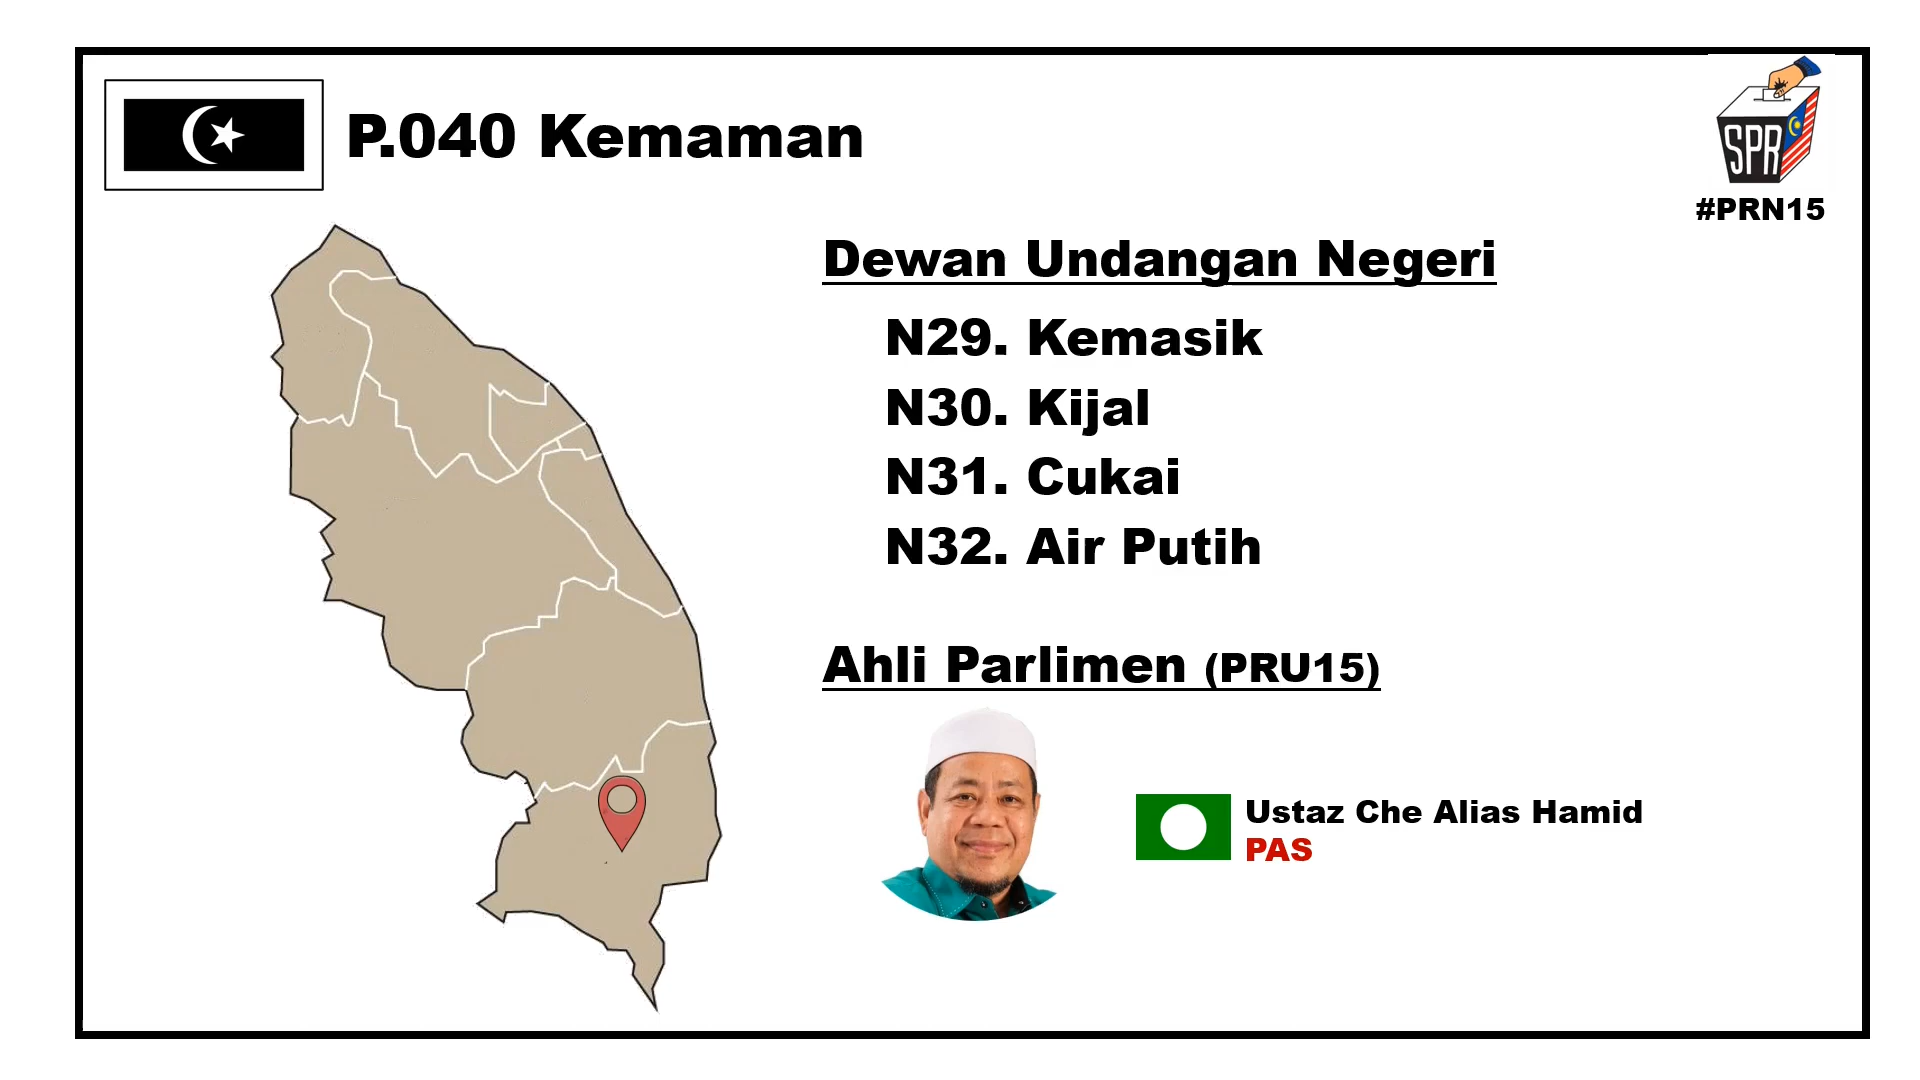 P.040 Kemaman
SPR
#PRN15
Dewan Undangan Negeri
N29. Kemasik
N30. Kijal
N31. Cukai
N32. Air Putih
Ahli Parlimen (PRU15)
Ustaz Che Alias Hamid
PAS